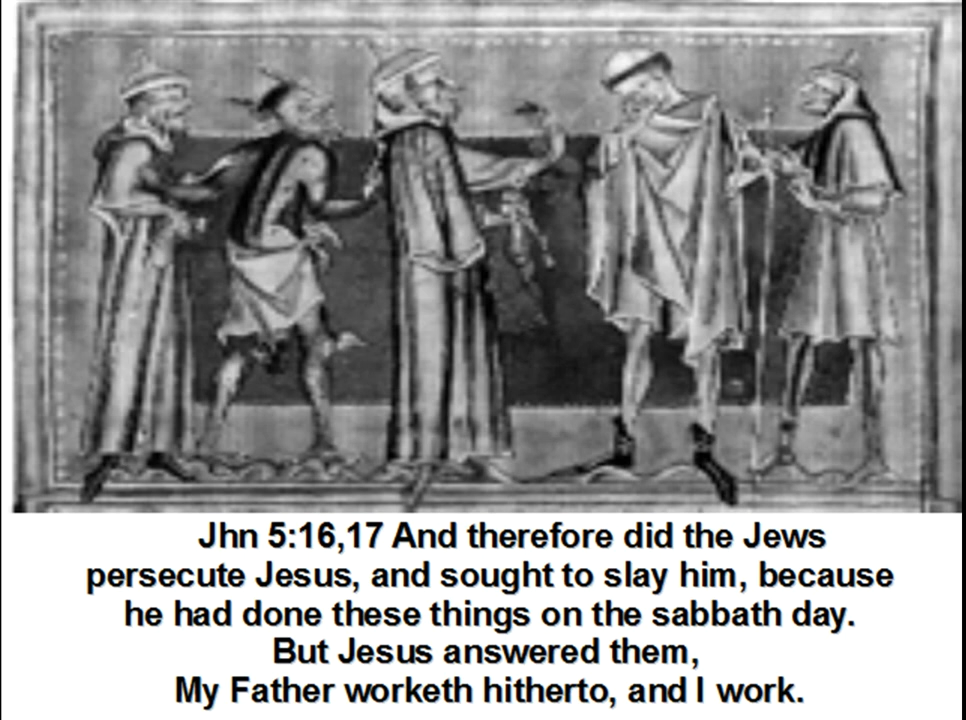 Jhn 5:16,17 And therefore did the Jews
persecute Jesus, and sought to slay him, because
he had done these things on the sabbath day.
But Jesus answered them,
My Father worketh hitherto, and I work.